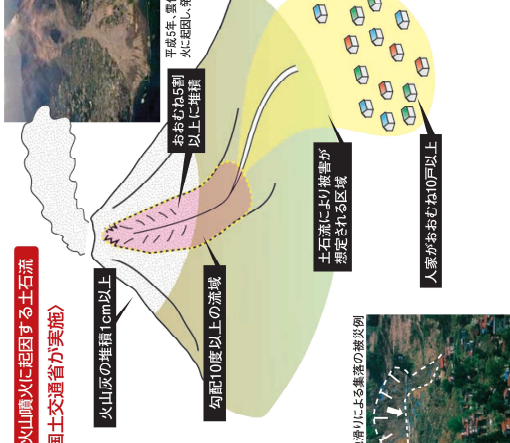 火山噴火に起因する土石流
国土交通省が実施〉
平成5年、雲仙
火に起因し、発
おおむね5割
以上に堆積
火山灰の堆積1cm以上
勾配10度以上の流域
土石流により被害が
想定される区域
人家がおおむね10戸以上
滑りによる集落の被災例